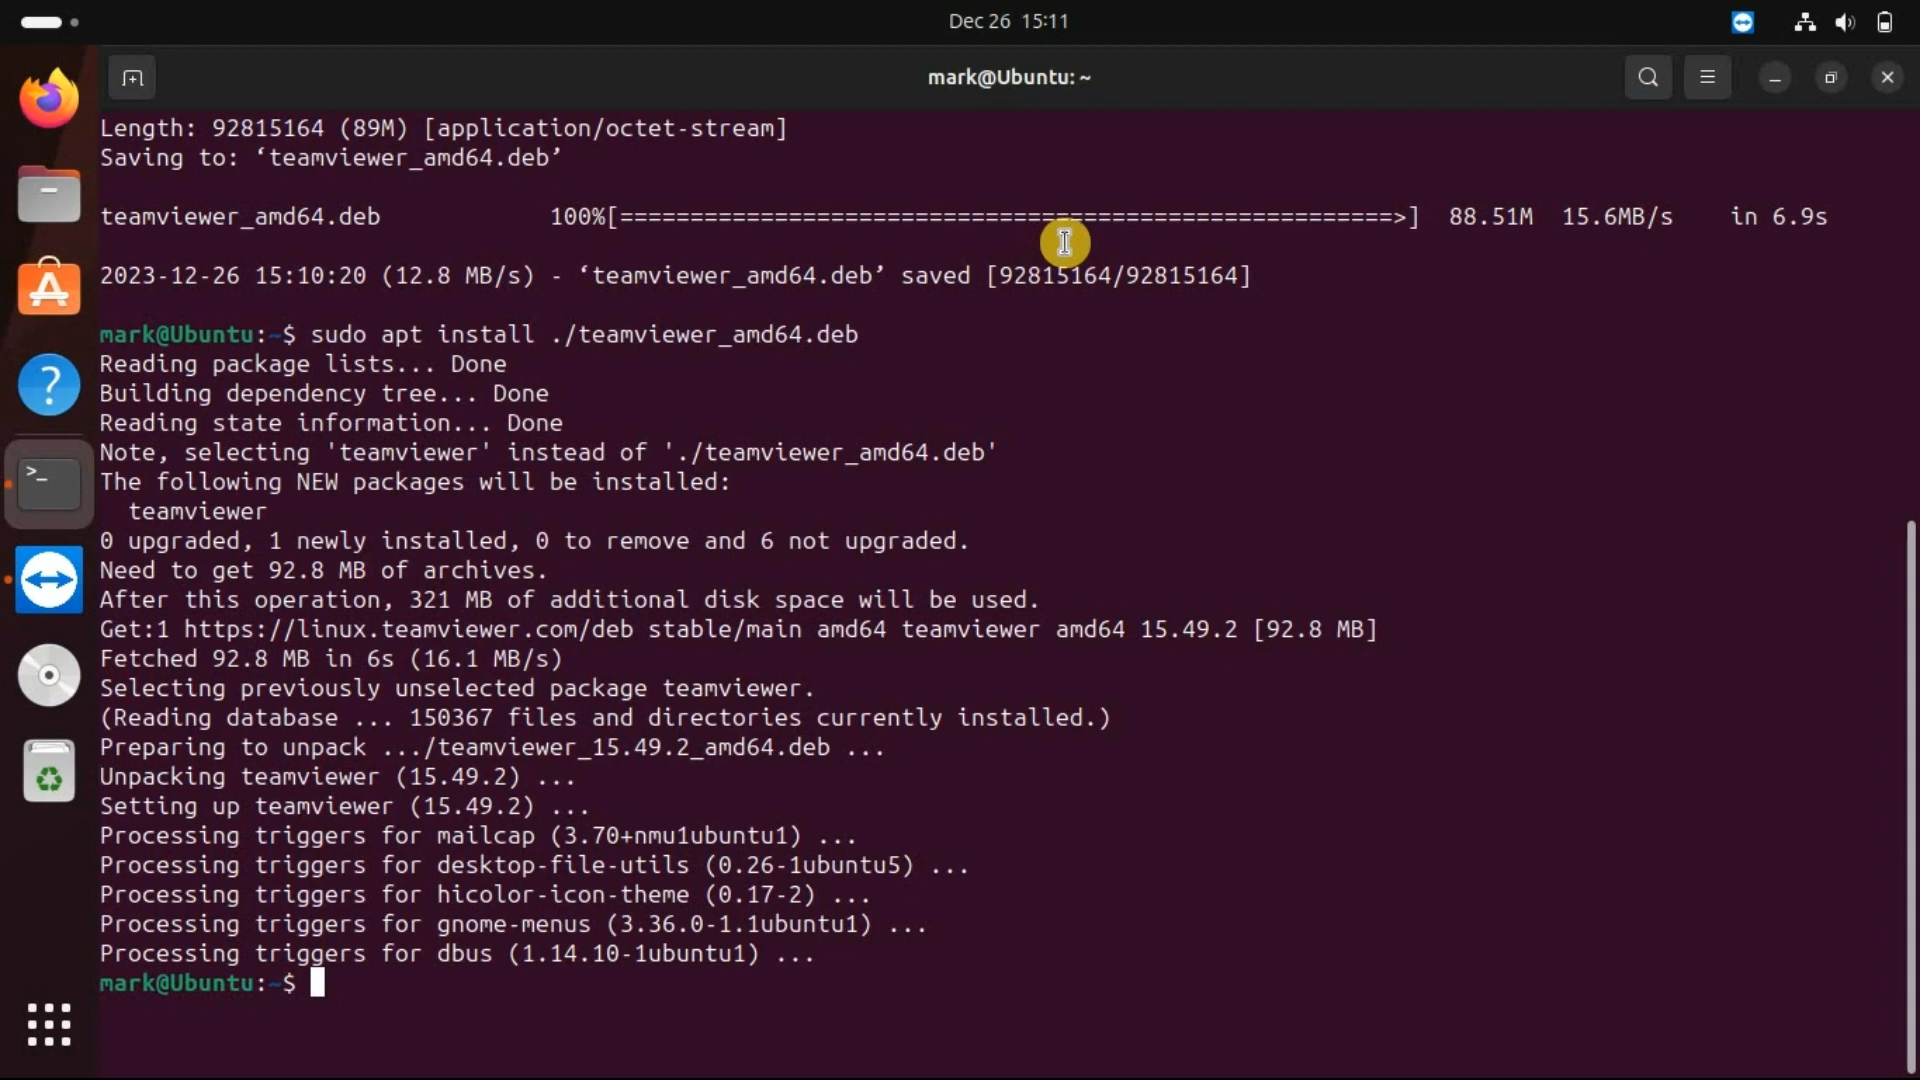 Dec 26 15:11
mark@Ubuntu: ~
Length: 92815164 (89M) [application/octet-stream]
Saving to: ‘teamviewer_amd64.deb’
teamviewer_amd64.deb 100%[=======================================================>] 88.51M 15.6MB/s in 6.9s
2023-12-26 15:10:20 (12.8 MB/s) - ‘teamviewer_amd64.deb’ saved [92815164/92815164]
mark@Ubuntu:~$ sudo apt install ./teamviewer_amd64.deb
Reading package lists... Done
Building dependency tree... Done
Reading state information... Done
Note, selecting 'teamviewer' instead of './teamviewer_amd64.deb'
The following NEW packages will be installed:
teamviewer
0 upgraded, 1 newly installed, 0 to remove and 6 not upgraded.
Need to get 92.8 MB of archives.
After this operation, 321 MB of additional disk space will be used.
Get:1 https://linux.teamviewer.com/deb stable/main amd64 teamviewer amd64 15.49.2 [92.8 MB]
Fetched 92.8 MB in 6s (16.1 MB/s)
Selecting previously unselected package teamviewer.
(Reading database ... 150367 files and directories currently installed.)
Preparing to unpack .../teamviewer_15.49.2_amd64.deb ...
Unpacking teamviewer (15.49.2) ...
Setting up teamviewer (15.49.2) ...
Processing triggers for mailcap (3.70+nmu1ubuntu1) ...
Processing triggers for desktop-file-utils (0.26-1ubuntu5) ...
Processing triggers for hicolor-icon-theme (0.17-2) ...
Processing triggers for gnome-menus (3.36.0-1.1ubuntu1) ...
Processing triggers for dbus (1.14.10-1ubuntu1) ...
mark@Ubuntu:~$